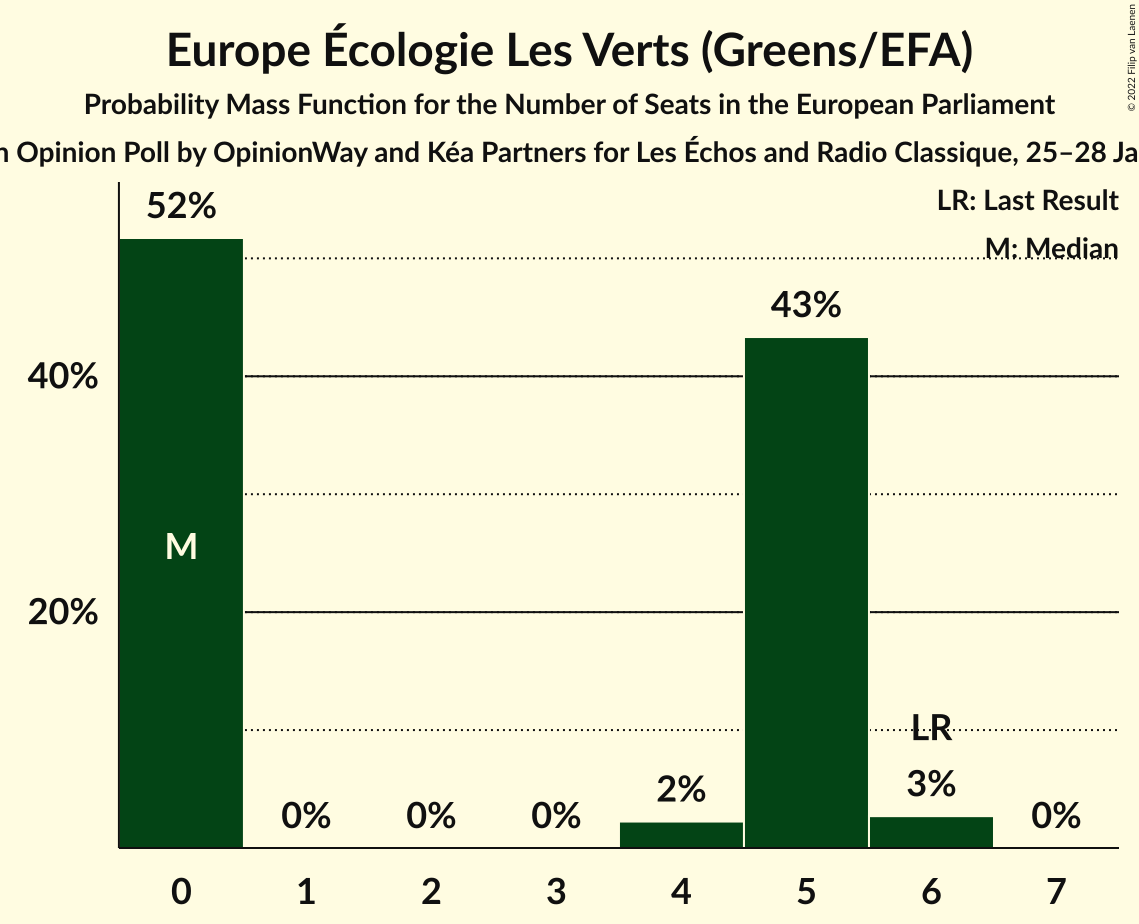 Europe Écologie Les Verts (Greens/EFA)
Probability Mass Function for the Number of Seats in the European Parliament
Opinion Poll by OpinionWay and Kéa Partners for Les Échos and Radio Classique, 25–28
© 2022 Filip van Laenen
LR: Last Result
M: Median
52%
43%
40%
M
20%
LR
3%
2%
0%
0%
0%
0%
0 1 2 3 4 5 6 7